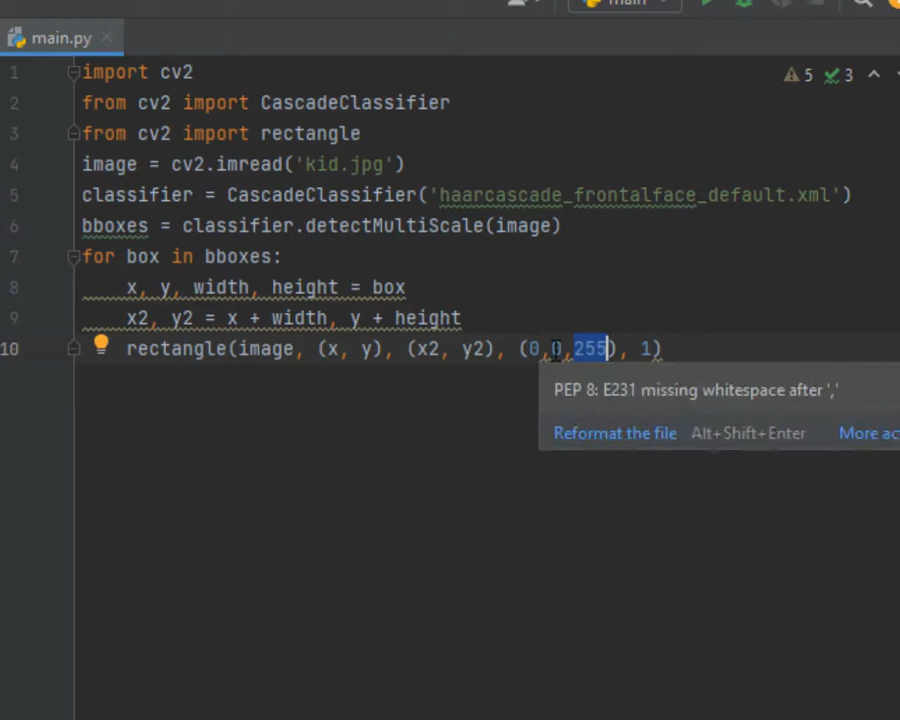 main
main.py
5 3
1 import cv2
2 from cv2 import CascadeClassifier
3 from cv2 import rectangle
4 image = cv2.imread('kid.jpg')
5 classifier = CascadeClassifier('haarcascade_frontalface_default.xml')
6 bboxes = classifier.detectMultiScale(image)
7 for box in bboxes:
8 x, y, width, height = box
9 x2, y2 = x + width, y + height
10 rectangle(image, (x, y), (x2, y2), (0,0,255), 1)
PEP 8: E231 missing whitespace after ','
Reformat the file Alt+Shift+Enter More ac